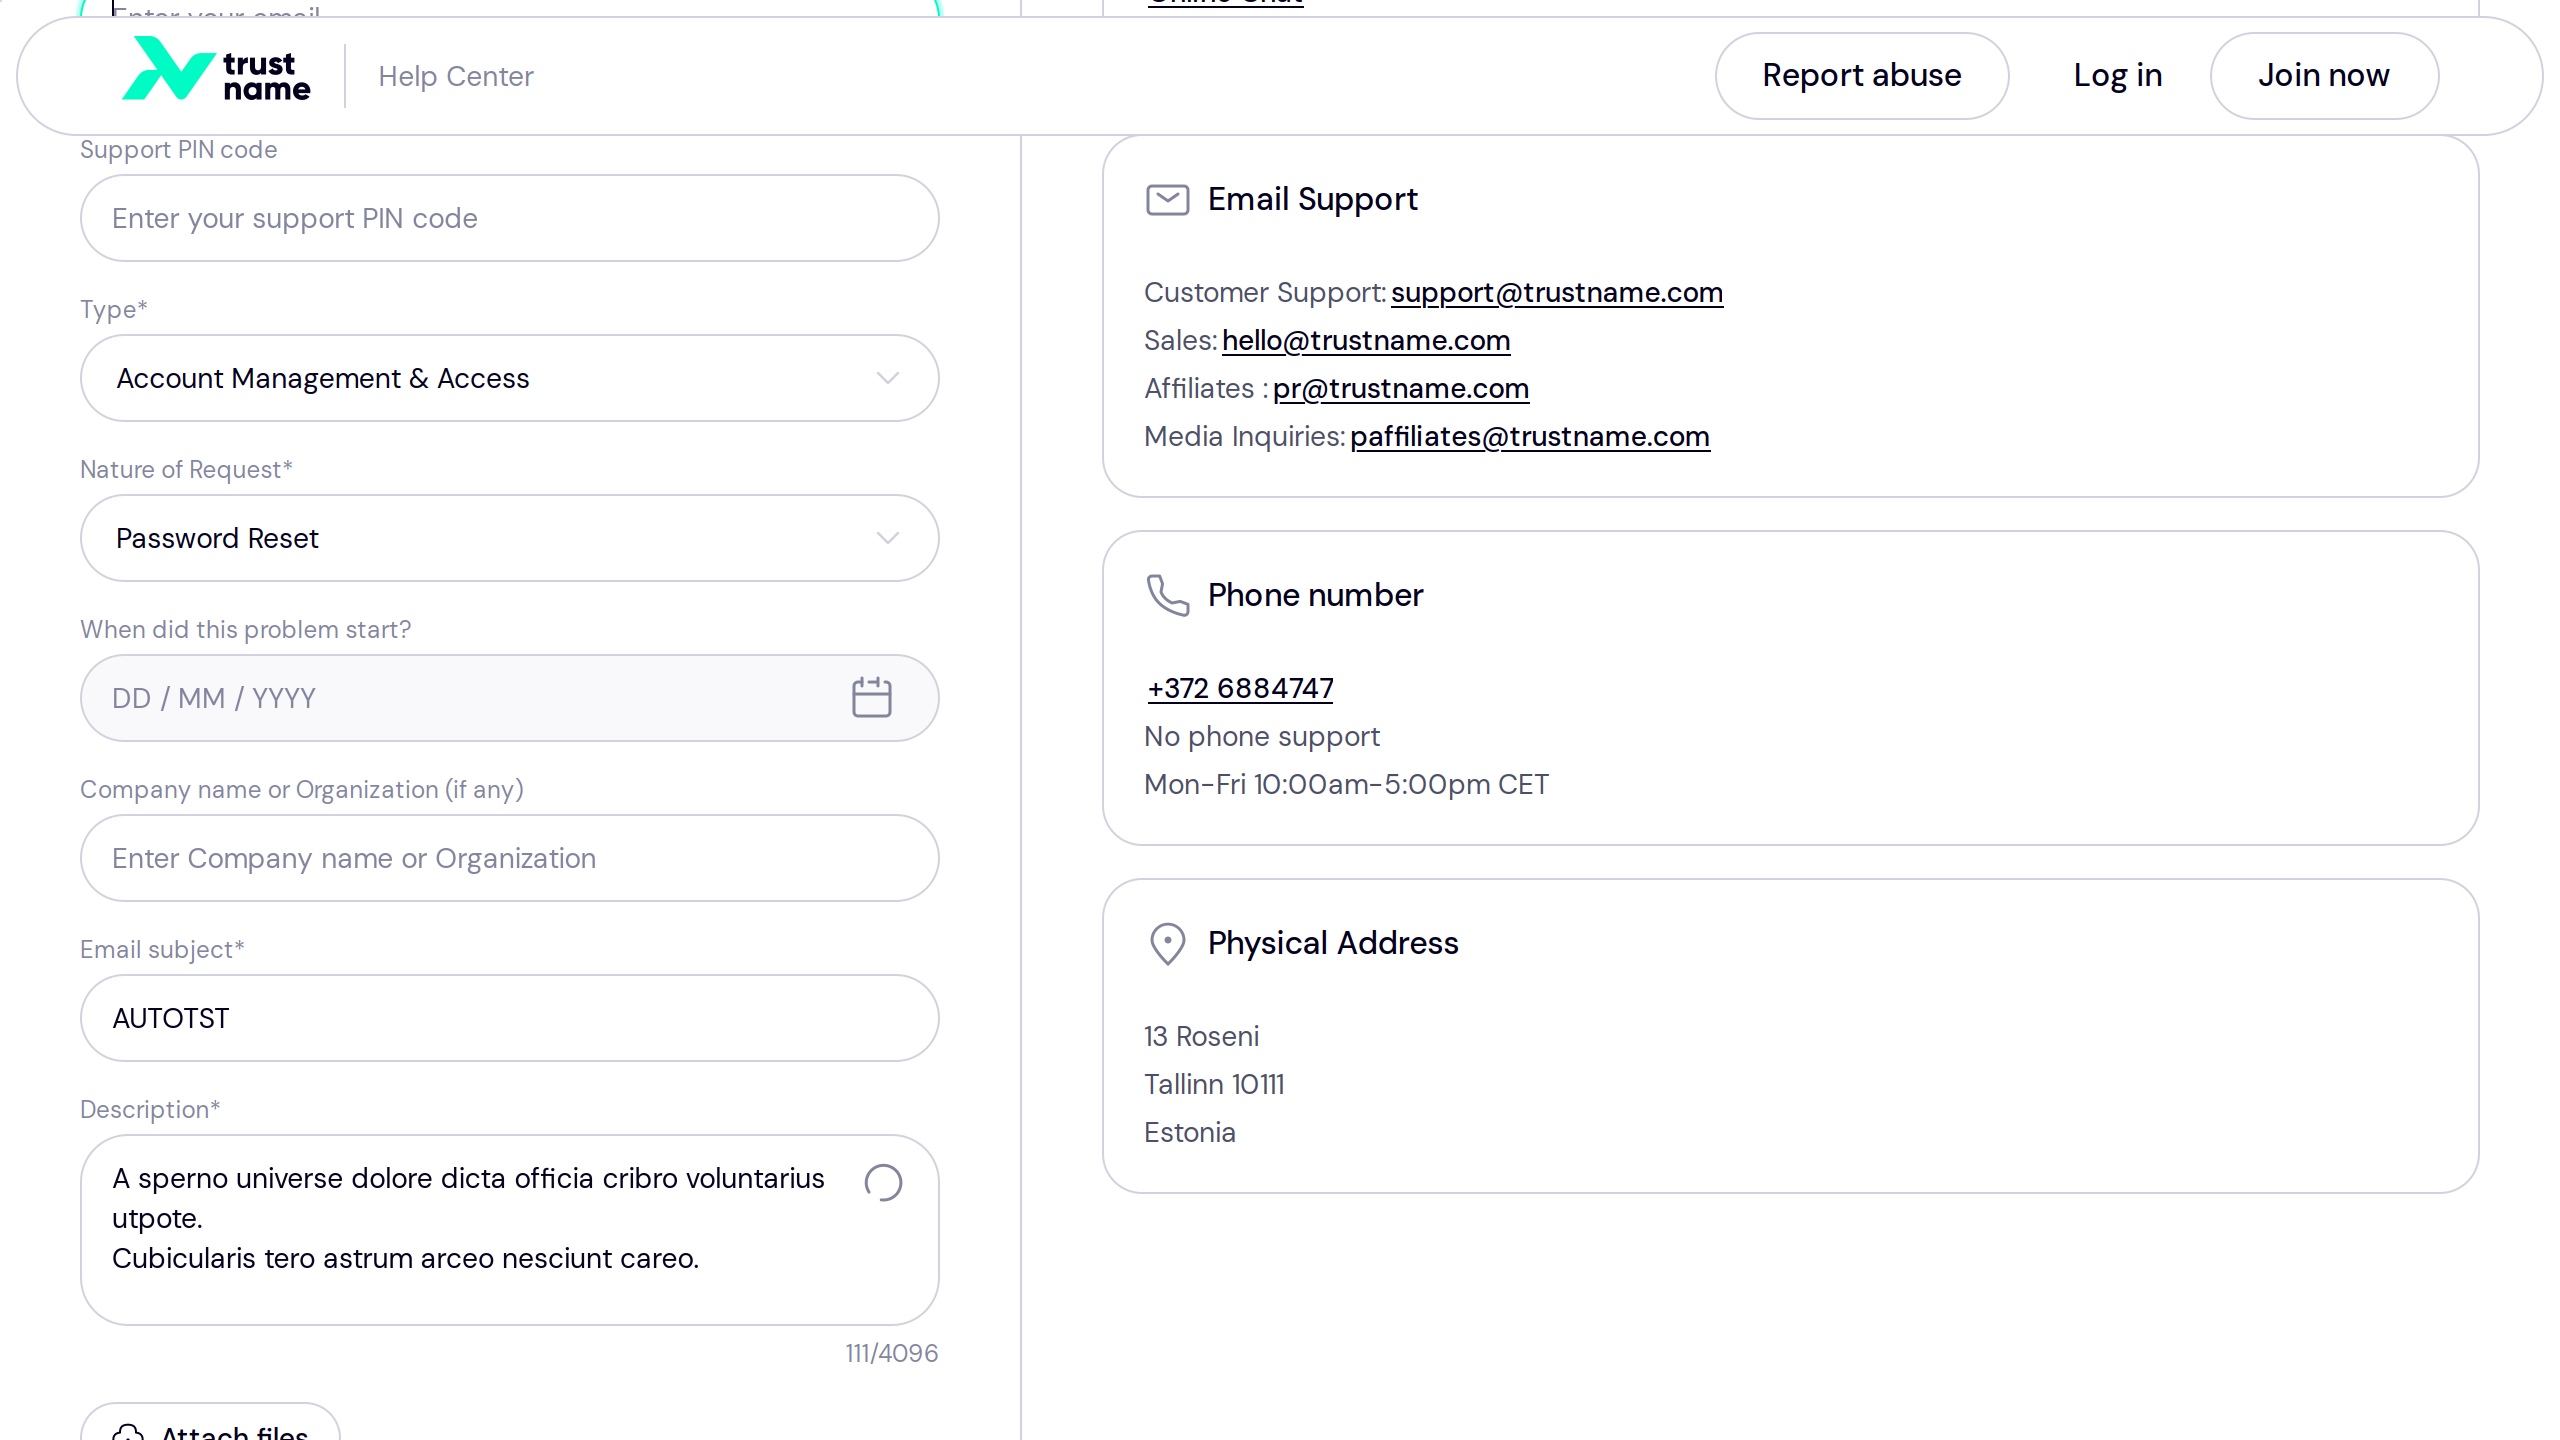 Enter your email
Online Chat
trust
name
Help Center
Report abuse
Log in
Join now
Support PIN code
Enter your support PIN code
Type*
Account Management & Access
Nature of Request*
Password Reset
When did this problem start?
DD / MM / YYYY
Company name or Organization (if any)
Enter Company name or Organization
Email subject*
AUTOTST
Description*
A sperno universe dolore dicta officia cribro voluntarius
utpote.
Cubicularis tero astrum arceo nesciunt careo.
111/4096
Attach files
Email Support
Customer Support: support@trustname.com
Sales: hello@trustname.com
Affiliates : pr@trustname.com
Media Inquiries: paffiliates@trustname.com
Phone number
+372 6884747
No phone support
Mon-Fri 10:00am-5:00pm CET
Physical Address
13 Roseni
Tallinn 10111
Estonia